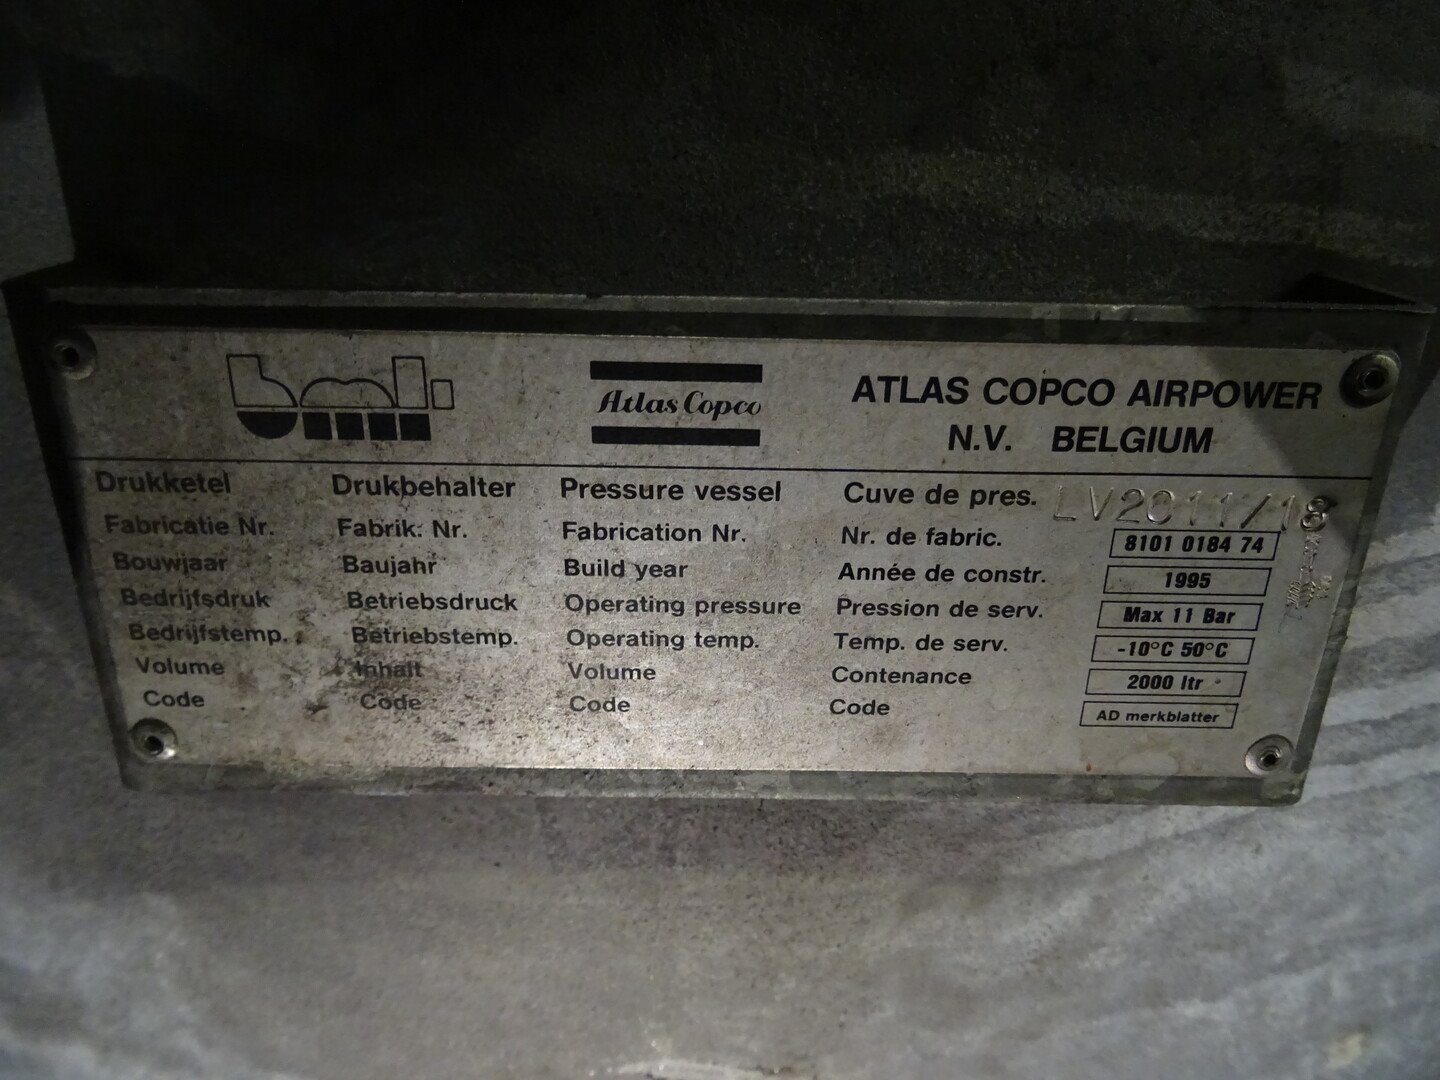 bmh
Atlas Copco
ATLAS COPCO AIRPOWER
N.V. BELGIUM
Drukketel Drukbehalter Pressure vessel Cuve de pres. LV2011/18
Fabricatie Nr. Fabrik. Nr. Fabrication Nr. Nr. de fabric. 8101 0184 74
Bouwjaar Baujahr Build year Année de constr. 1995
Bedrijfsdruk Betriebsdruck Operating pressure Pression de serv. Max 11 Bar
Bedrijfstemp. Betriebstemp. Operating temp. Temp. de serv. -10°C 50°C
Volume Inhalt Volume Contenance 2000 ltr
Code Code Code Code AD merkblatter